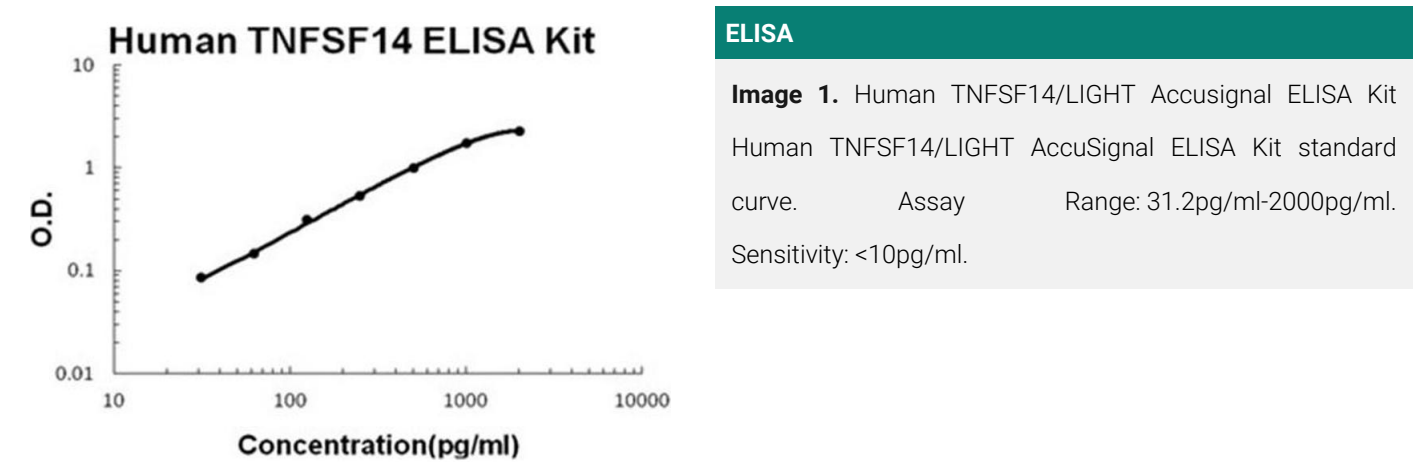 Human TNFSF14 ELISA Kit
10
1
0.1
0.01
O.D.
10 100 1000 10000
Concentration(pg/ml)
ELISA
Image 1. Human TNFSF14/LIGHT Accusignal ELISA Kit
Human TNFSF14/LIGHT AccuSignal ELISA Kit standard
curve. Assay Range: 31.2pg/ml-2000pg/ml.
Sensitivity: <10pg/ml.